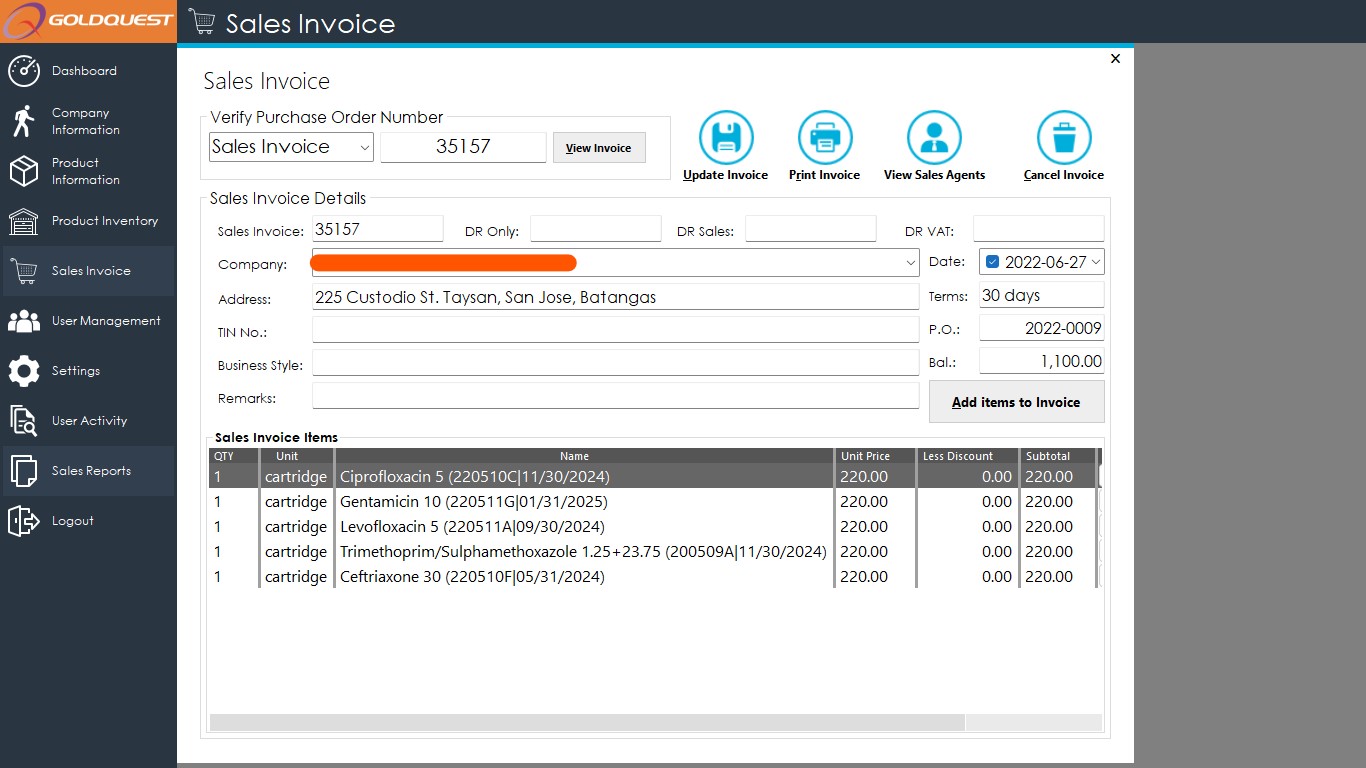 GOLDQUEST
Sales Invoice
Dashboard
Company
Information
Product
Information
Product Inventory
Sales Invoice
User Management
Settings
User Activity
Sales Reports
Logout
x
Sales Invoice
Verify Purchase Order Number
Sales Invoice 35157 View Invoice
Update Invoice Print Invoice View Sales Agents Cancel Invoice
Sales Invoice Details
Sales Invoice: 35157 DR Only: DR Sales: DR VAT:
Company: Date: 2022-06-27
Address: 225 Custodio St. Taysan, San Jose, Batangas Terms: 30 days
TIN No.: P.O.: 2022-0009
Business Style: Bal.: 1,100.00
Remarks: Add items to Invoice
Sales Invoice Items
QTY Unit Name Unit Price Less Discount Subtotal
1 cartridge Ciprofloxacin 5 (220510C|11/30/2024) 220.00 0.00 220.00
1 cartridge Gentamicin 10 (220511G|01/31/2025) 220.00 0.00 220.00
1 cartridge Levofloxacin 5 (220511A|09/30/2024) 220.00 0.00 220.00
1 cartridge Trimethoprim/Sulphamethoxazole 1.25+23.75 (200509A|11/30/2024) 220.00 0.00 220.00
1 cartridge Ceftriaxone 30 (220510F|05/31/2024) 220.00 0.00 220.00